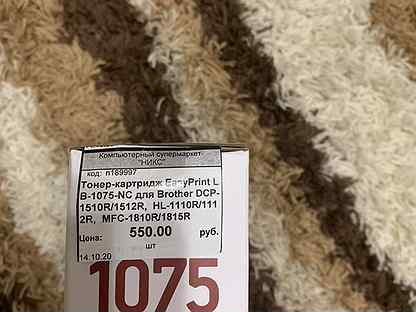 Компьютерный супермаркет
"НИКС"
код: n189997
Тонер-картридж EasyPrint L
B-1075-NC для Brother DCP-
1510R/1512R, HL-1110R/111
2R, MFC-1810R/1815R
Цена: 550.00 руб.
шт
14.10.20
1075